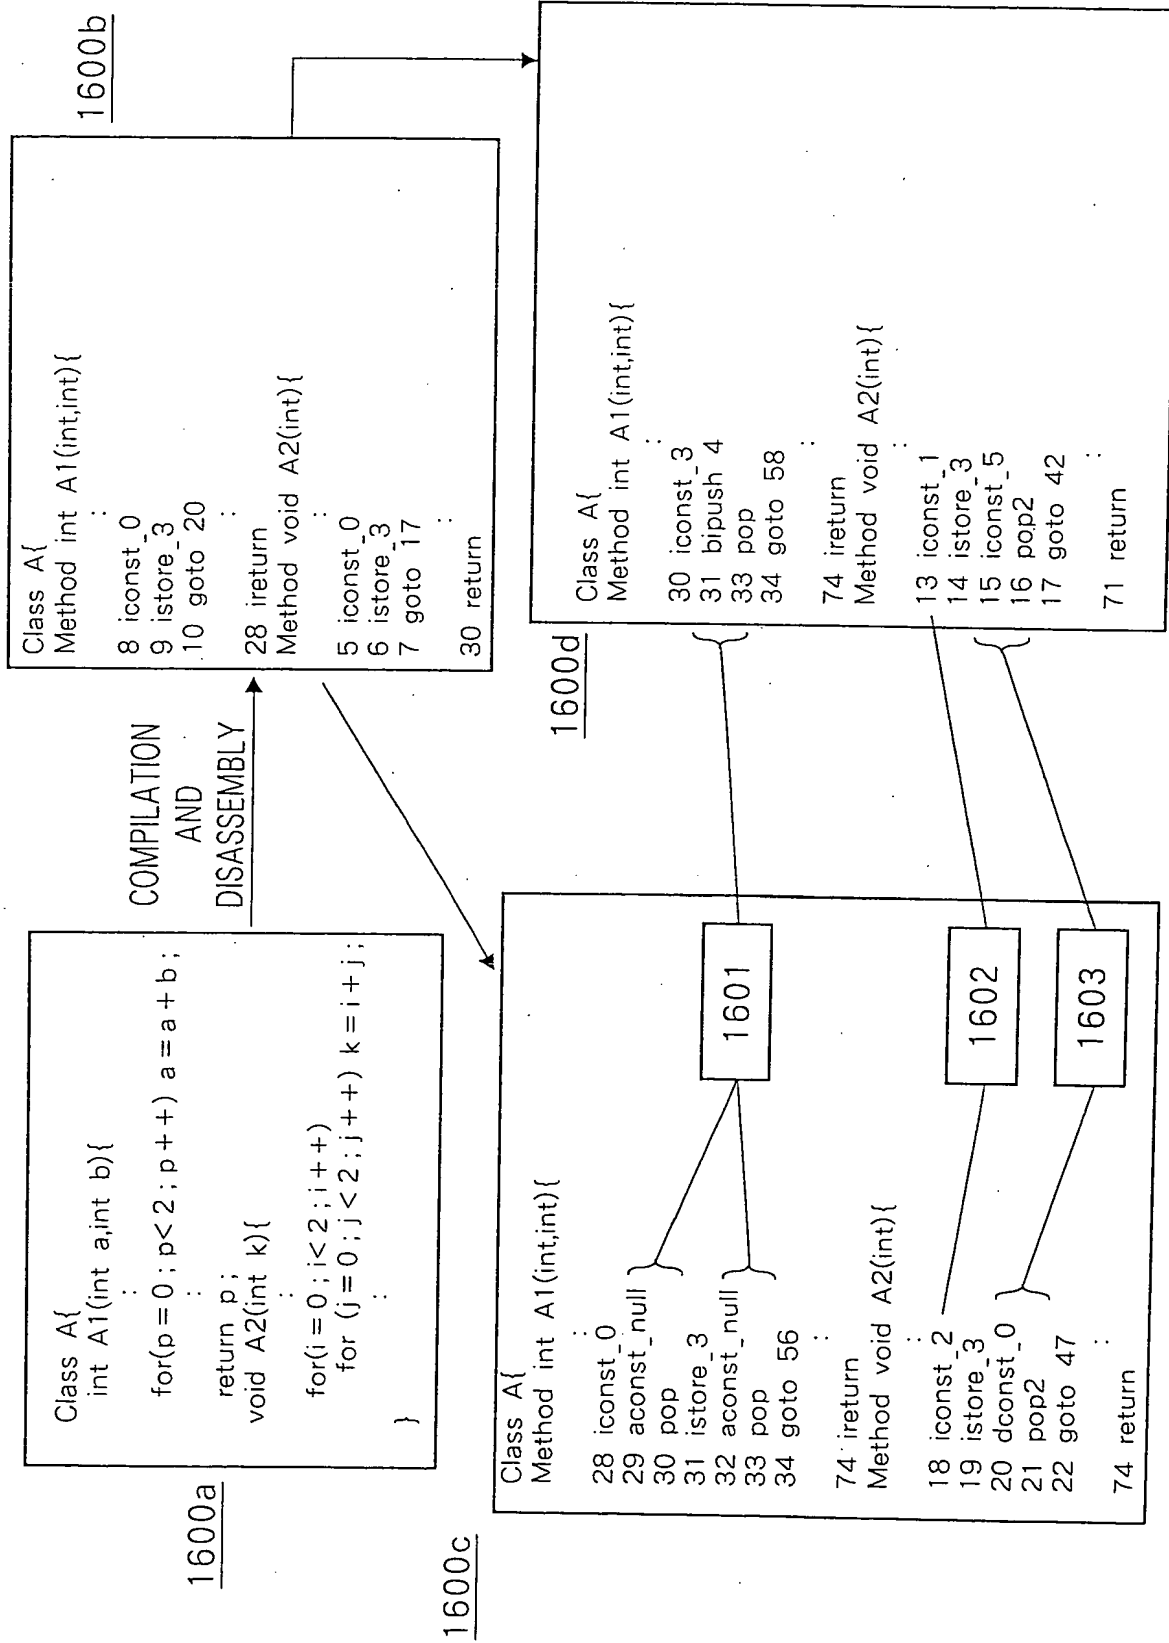 1600a
Class A{
int A1(int a,int b){
:
for(p=0;p<2;p++) a=a+b;
:
return p;
void A2(int k){
:
for(i=0;i<2;i++)
for (j=0;j<2;j++) k=i+j;
:
}
COMPILATION
AND
DISASSEMBLY
1600b
Class A{
Method int A1(int,int){
:
8 iconst_0
9 istore_3
10 goto 20
:
28 ireturn
Method void A2(int){
:
5 iconst_0
6 istore_3
7 goto 17
:
30 return
1600c
Class A{
Method int A1(int,int){
:
28 iconst_0
29 aconst_null
30 pop
31 istore_3
32 aconst_null
33 pop
34 goto 56
:
74 ireturn
Method void A2(int){
:
18 iconst_2
19 istore_3
20 dconst_0
21 pop2
22 goto 47
:
74 return
1601
1602
1603
1600d
Class A{
Method int A1(int,int){
:
30 iconst_3
31 bipush 4
33 pop
34 goto 58
:
74 ireturn
Method void A2(int){
:
13 iconst_1
14 istore_3
15 iconst_5
16 pop2
17 goto 42
:
71 return